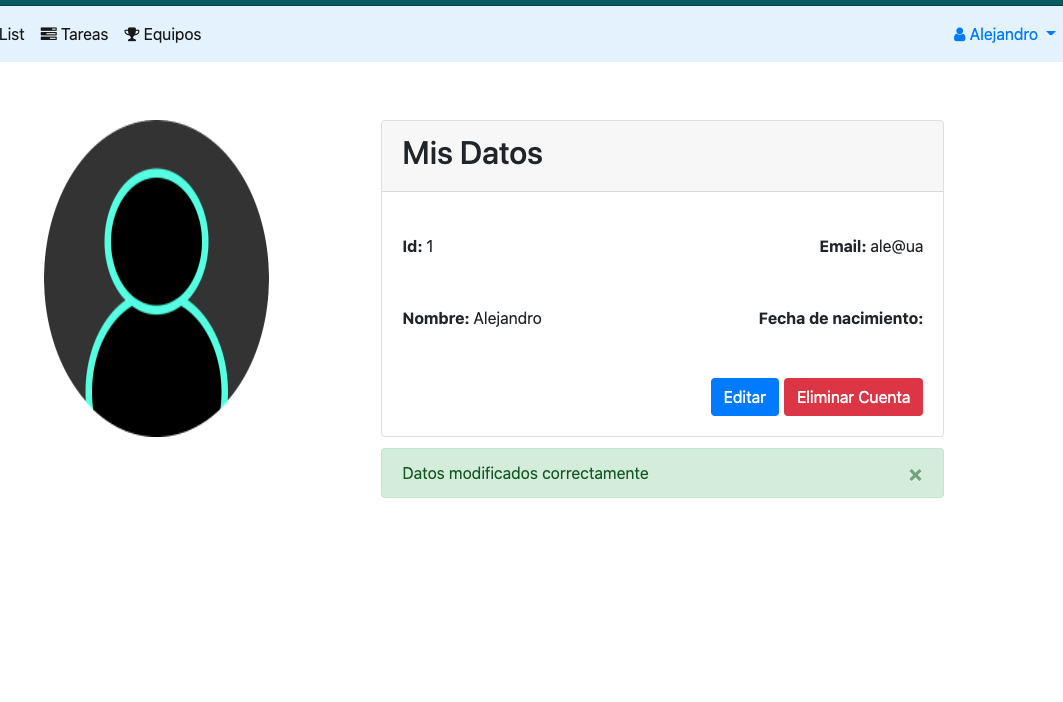 List Tareas Equipos Alejandro
Mis Datos
Id: 1 Email: ale@ua
Nombre: Alejandro Fecha de nacimiento:
Editar Eliminar Cuenta
Datos modificados correctamente ×